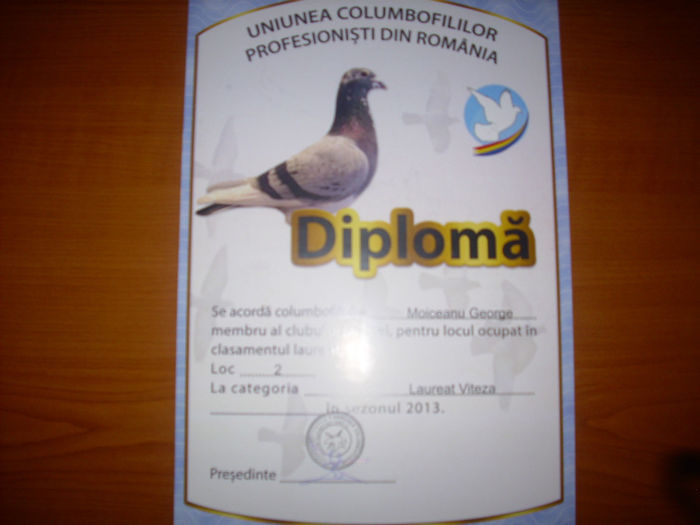 UNIUNEA COLUMBOFILILOR
PROFESIONIȘTI DIN ROMÂNIA
Diplomă
Se acordă Moiceanu George
membru al pentru locul ocupat în
clasamentul
Loc 2
La categoria Laureat Viteza
în sezonul 2013.
Președinte